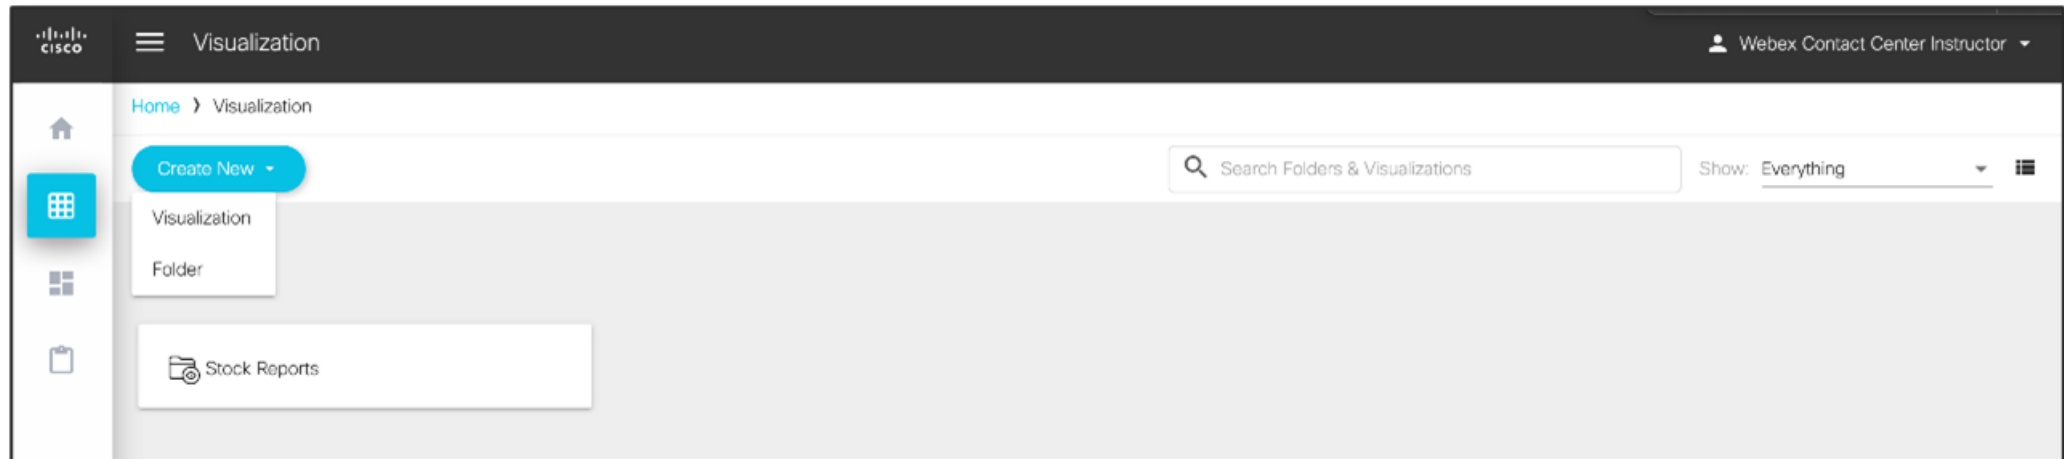 CISCO Visualization Webex Contact Center Instructor
Home > Visualization
Create New Search Folders & Visualizations Show: Everything
Visualization
Folder
Stock Reports